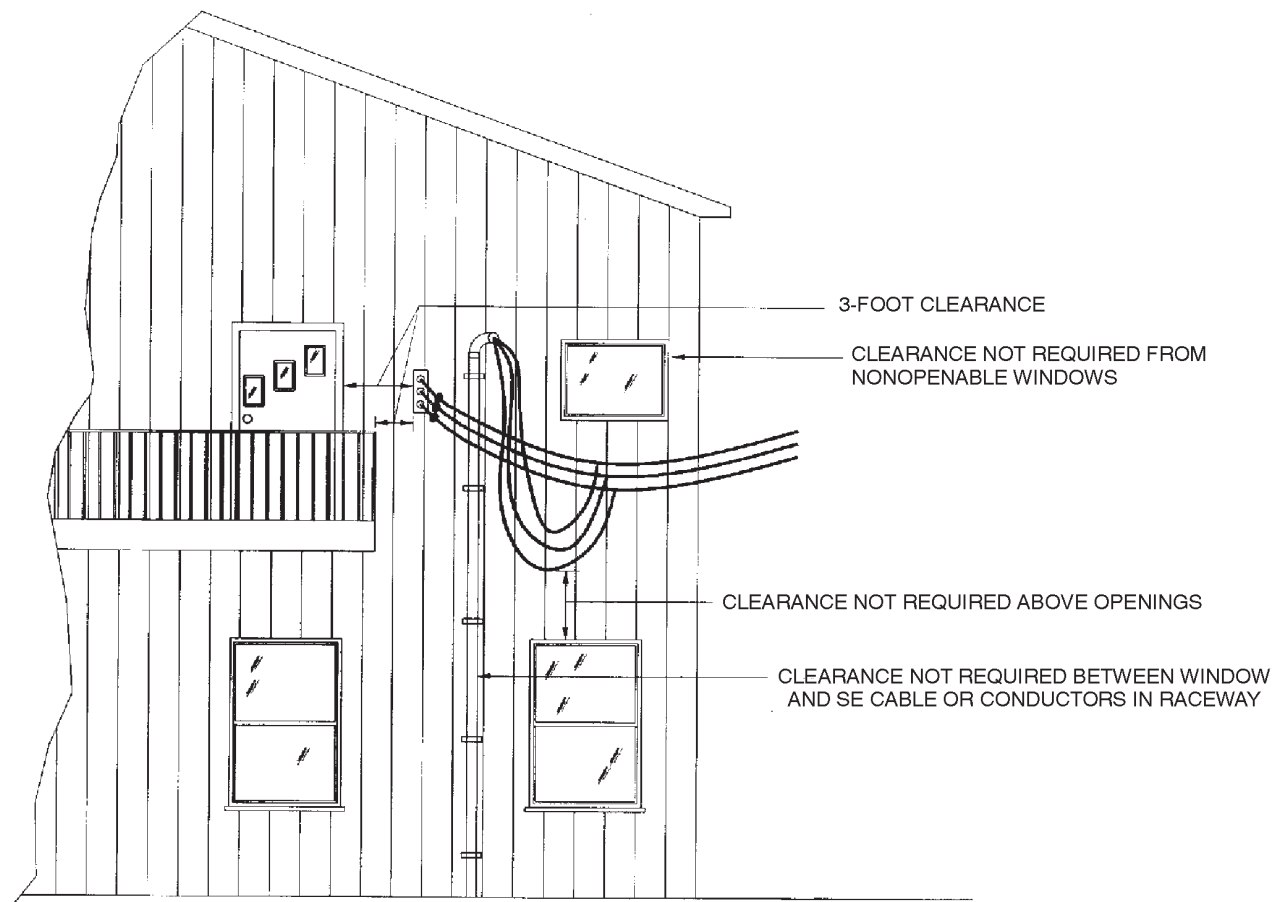 3-FOOT CLEARANCE
CLEARANCE NOT REQUIRED FROM
NONOPENABLE WINDOWS
CLEARANCE NOT REQUIRED ABOVE OPENINGS
CLEARANCE NOT REQUIRED BETWEEN WINDOW
AND SE CABLE OR CONDUCTORS IN RACEWAY